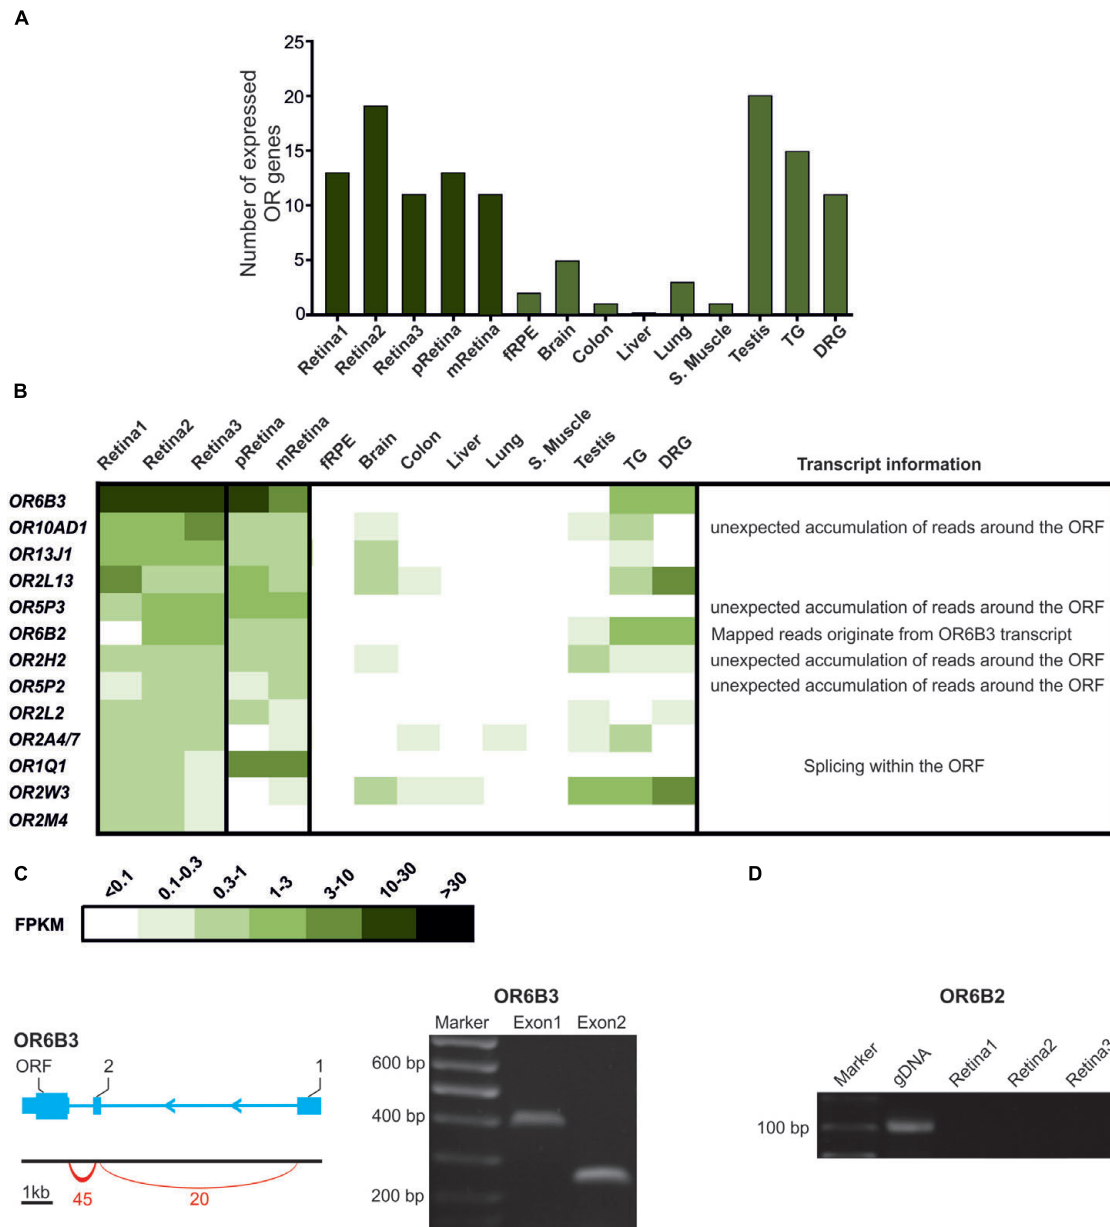 A
Number of expressed
OR genes
25
20
15
10
5
0
Retina1
Retina2
Retina3
pRetina
mRetina
fRPE
Brain
Colon
Liver
Lung
S. Muscle
Testis
TG
DRG
B
Retina1
Retina2
Retina3
pRetina
mRetina
fRPE
Brain
Colon
Liver
Lung
S. Muscle
Testis
TG
DRG
Transcript information
OR6B3
OR10AD1 unexpected accumulation of reads around the ORF
OR13J1
OR2L13
OR5P3 unexpected accumulation of reads around the ORF
OR6B2 Mapped reads originate from OR6B3 transcript
OR2H2 unexpected accumulation of reads around the ORF
OR5P2 unexpected accumulation of reads around the ORF
OR2L2
OR2A4/7
OR1Q1 Splicing within the ORF
OR2W3
OR2M4
C
<0.1 0.1-0.3 0.3-1 1-3 3-10 10-30 >30
FPKM
OR6B3
ORF 2 1
45 20
1kb
OR6B3
Marker Exon1 Exon2
600 bp
400 bp
200 bp
D
OR6B2
Marker gDNA Retina1 Retina2 Retina3
100 bp